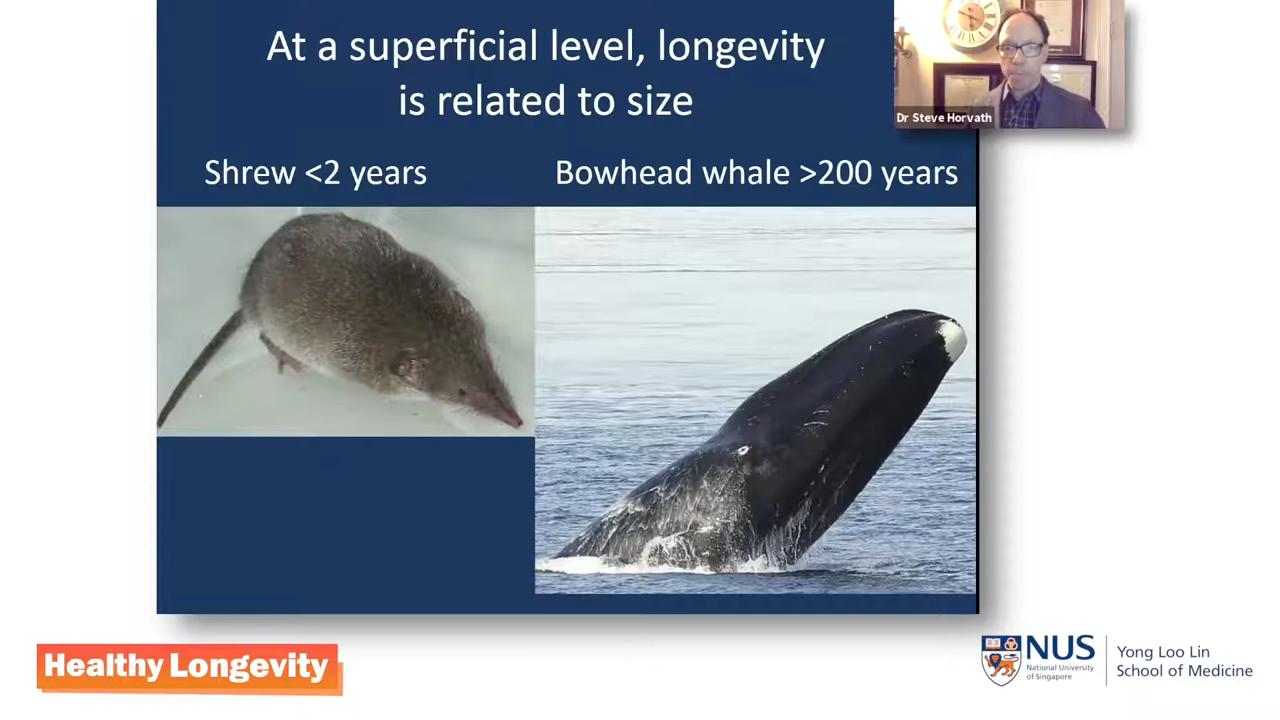 At a superficial level, longevity
is related to size
Dr Steve Horvath
Shrew <2 years
Bowhead whale >200 years
Healthy Longevity
NUS
National University
of Singapore
Yong Loo Lin
School of Medicine